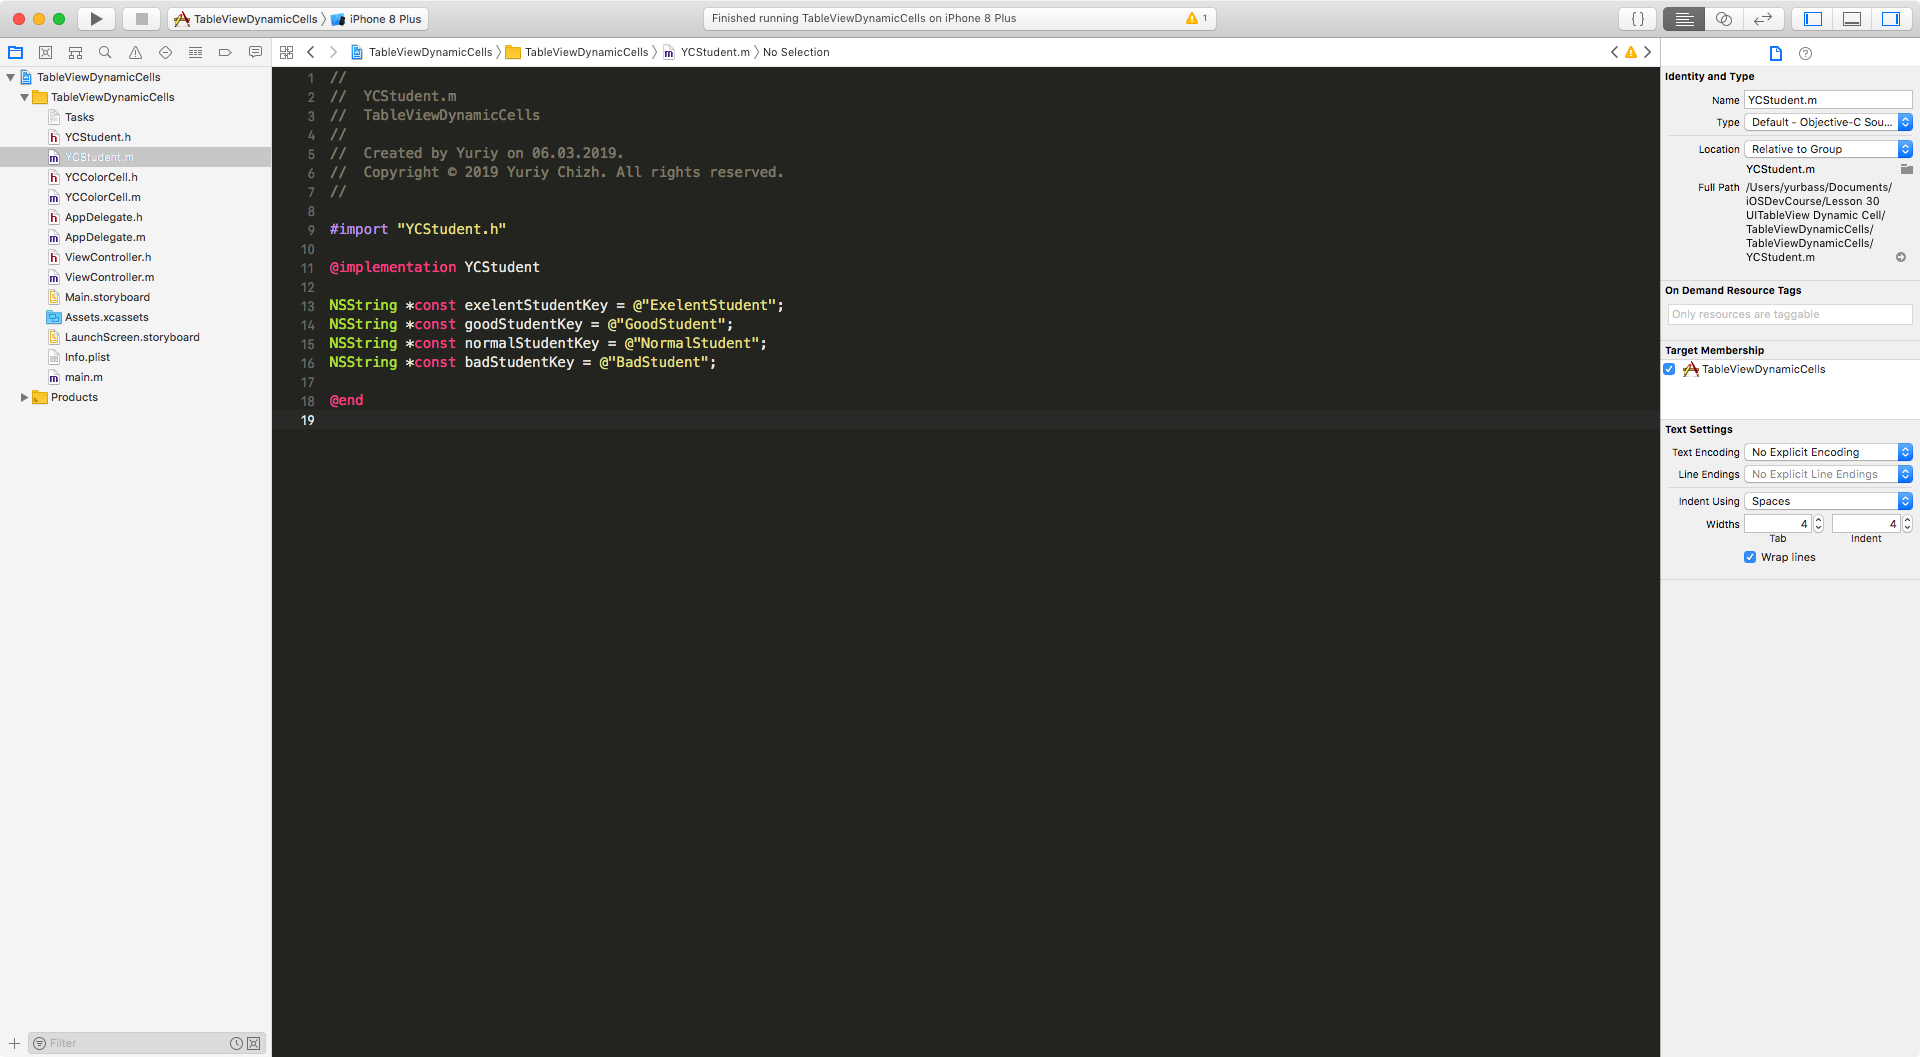 TableViewDynamicCells 〉 iPhone 8 Plus
Finished running TableViewDynamicCells on iPhone 8 Plus
1
{ }
TableViewDynamicCells 〉 TableViewDynamicCells 〉 YCStudent.m 〉 No Selection
TableViewDynamicCells
TableViewDynamicCells
Tasks
YCStudent.h
YCStudent.m
YCColorCell.h
YCColorCell.m
AppDelegate.h
AppDelegate.m
ViewController.h
ViewController.m
Main.storyboard
Assets.xcassets
LaunchScreen.storyboard
Info.plist
main.m
Products
Filter
1 //
2 //  YCStudent.m
3 //  TableViewDynamicCells
4 //
5 //  Created by Yuriy on 06.03.2019.
6 //  Copyright © 2019 Yuriy Chizh. All rights reserved.
7 //
8
9 #import "YCStudent.h"
10
11 @implementation YCStudent
12
13 NSString *const exelentStudentKey = @"ExelentStudent";
14 NSString *const goodStudentKey = @"GoodStudent";
15 NSString *const normalStudentKey = @"NormalStudent";
16 NSString *const badStudentKey = @"BadStudent";
17
18 @end
19
Identity and Type
Name YCStudent.m
Type Default - Objective-C Sou...
Location Relative to Group
YCStudent.m
Full Path /Users/yurbass/Documents/
iOSDevCourse/Lesson 30
UITableView Dynamic Cell/
TableViewDynamicCells/
TableViewDynamicCells/
YCStudent.m
On Demand Resource Tags
Only resources are taggable
Target Membership
TableViewDynamicCells
Text Settings
Text Encoding No Explicit Encoding
Line Endings No Explicit Line Endings
Indent Using Spaces
Widths 4 4
Tab Indent
Wrap lines